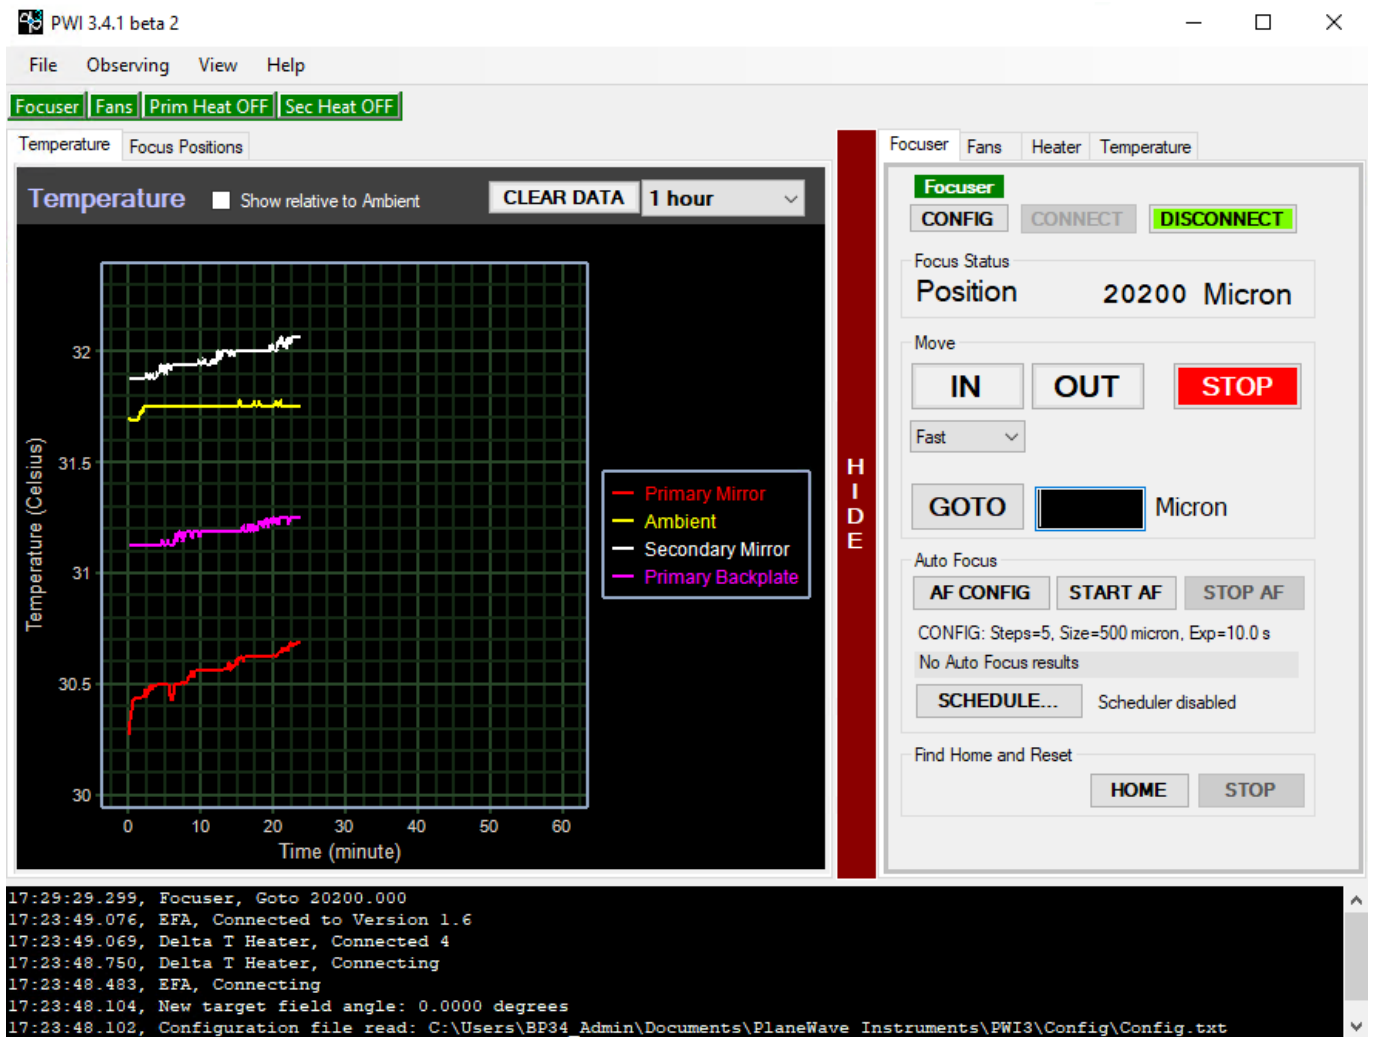 PWI 3.4.1 beta 2
File Observing View Help
Focuser Fans Prim Heat OFF Sec Heat OFF
Temperature Focus Positions
Temperature Show relative to Ambient CLEAR DATA 1 hour
32
31.5
31
30.5
30
Temperature (Celsius)
0 10 20 30 40 50 60
Time (minute)
Primary Mirror
Ambient
Secondary Mirror
Primary Backplate
HIDE
Focuser Fans Heater Temperature
Focuser
CONFIG CONNECT DISCONNECT
Focus Status
Position 20200 Micron
Move
IN OUT STOP
Fast
GOTO Micron
Auto Focus
AF CONFIG START AF STOP AF
CONFIG: Steps=5, Size=500 micron, Exp=10.0 s
No Auto Focus results
SCHEDULE... Scheduler disabled
Find Home and Reset
HOME STOP
17:29:29.299, Focuser, Goto 20200.000
17:23:49.076, EFA, Connected to Version 1.6
17:23:49.069, Delta T Heater, Connected 4
17:23:48.750, Delta T Heater, Connecting
17:23:48.483, EFA, Connecting
17:23:48.104, New target field angle: 0.0000 degrees
17:23:48.102, Configuration file read: C:\Users\BP34_Admin\Documents\PlaneWave Instruments\PWI3\Config\Config.txt